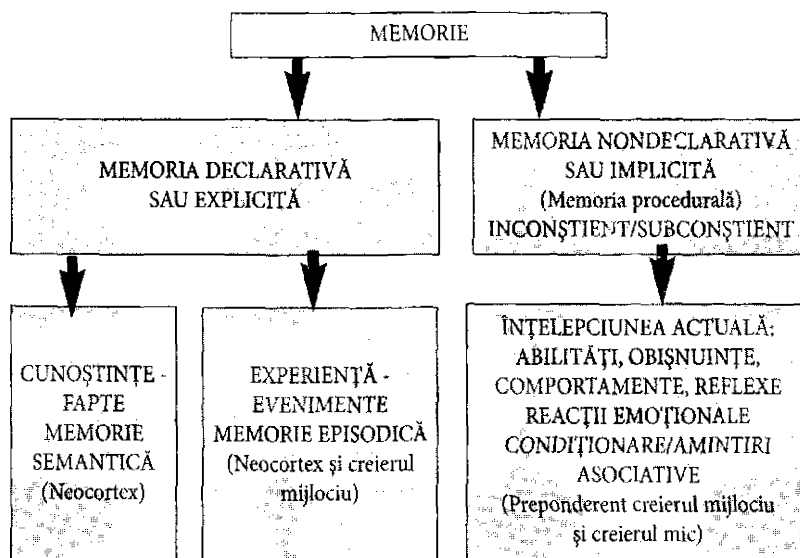 MEMORIE
MEMORIA DECLARATIVĂ
SAU EXPLICITĂ
MEMORIA NONDECLARATIVĂ
SAU IMPLICITĂ
(Memoria procedurală)
INCONȘTIENT/SUBCONȘTIENT
CUNOȘTINȚE -
FAPTE
MEMORIE
SEMANTICĂ
(Neocortex)
EXPERIENȚĂ -
EVENIMENTE
MEMORIE EPISODICĂ
(Neocortex și creierul
mijlociu)
ÎNȚELEPCIUNEA ACTUALĂ:
ABILITĂȚI, OBIȘNUINȚE,
COMPORTAMENTE, REFLEXE
REACȚII EMOȚIONALE
CONDIȚIONARE/AMINTIRI
ASOCIATIVE
(Preponderent creierul mijlociu
și creierul mic)